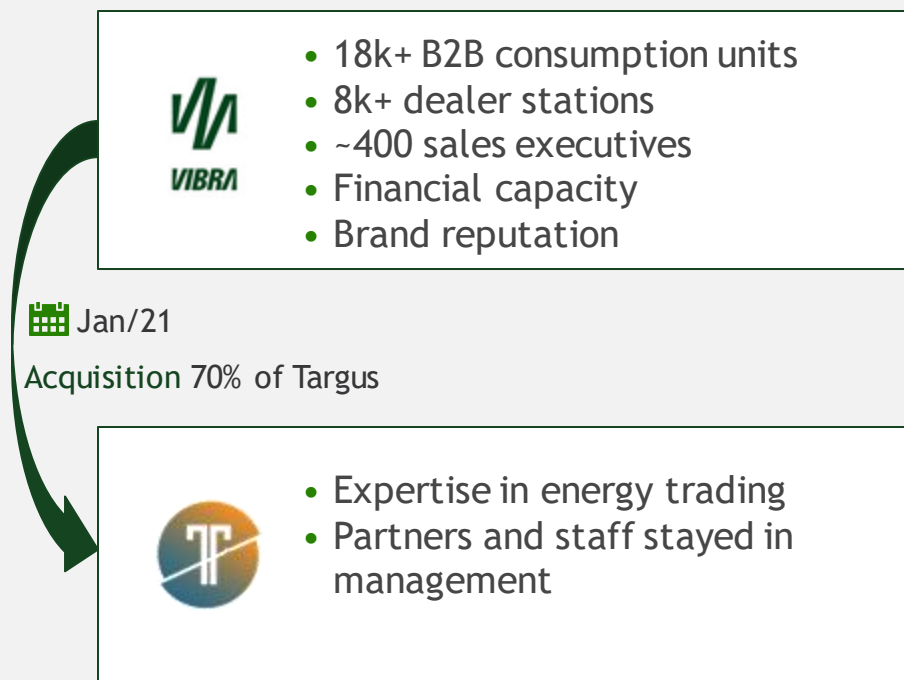 • 18k+ B2B consumption units
• 8k+ dealer stations
• ~400 sales executives
• Financial capacity
• Brand reputation
VIBRA
Jan/21
Acquisition 70% of Targus
• Expertise in energy trading
• Partners and staff stayed in
management
T